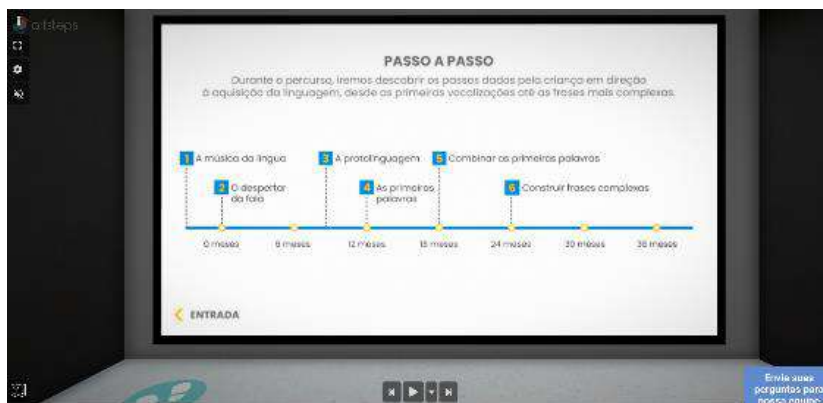 artsteps
PASSO A PASSO
Durante o percurso, iremos descobrir os passos dados pela criança em direção
à aquisição da linguagem, desde as primeiras vocalizações até as frases mais complexas.
1 A música da língua
3 A protolinguagem
5 Combinar as primeiras palavras
2 O despertar
da fala
4 As primeiras
palavras
6 Construir frases complexas
0 meses 6 meses 12 meses 18 meses 24 meses 30 meses 36 meses
ENTRADA
Envie suas
perguntas para
nossa equipe